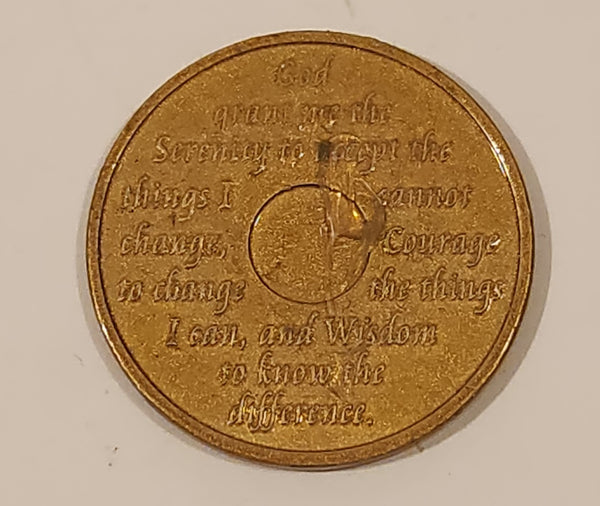 God
grant me the
Serenity to accept the
things I cannot
change, Courage
to change the things
I can, and Wisdom
to know the
difference.